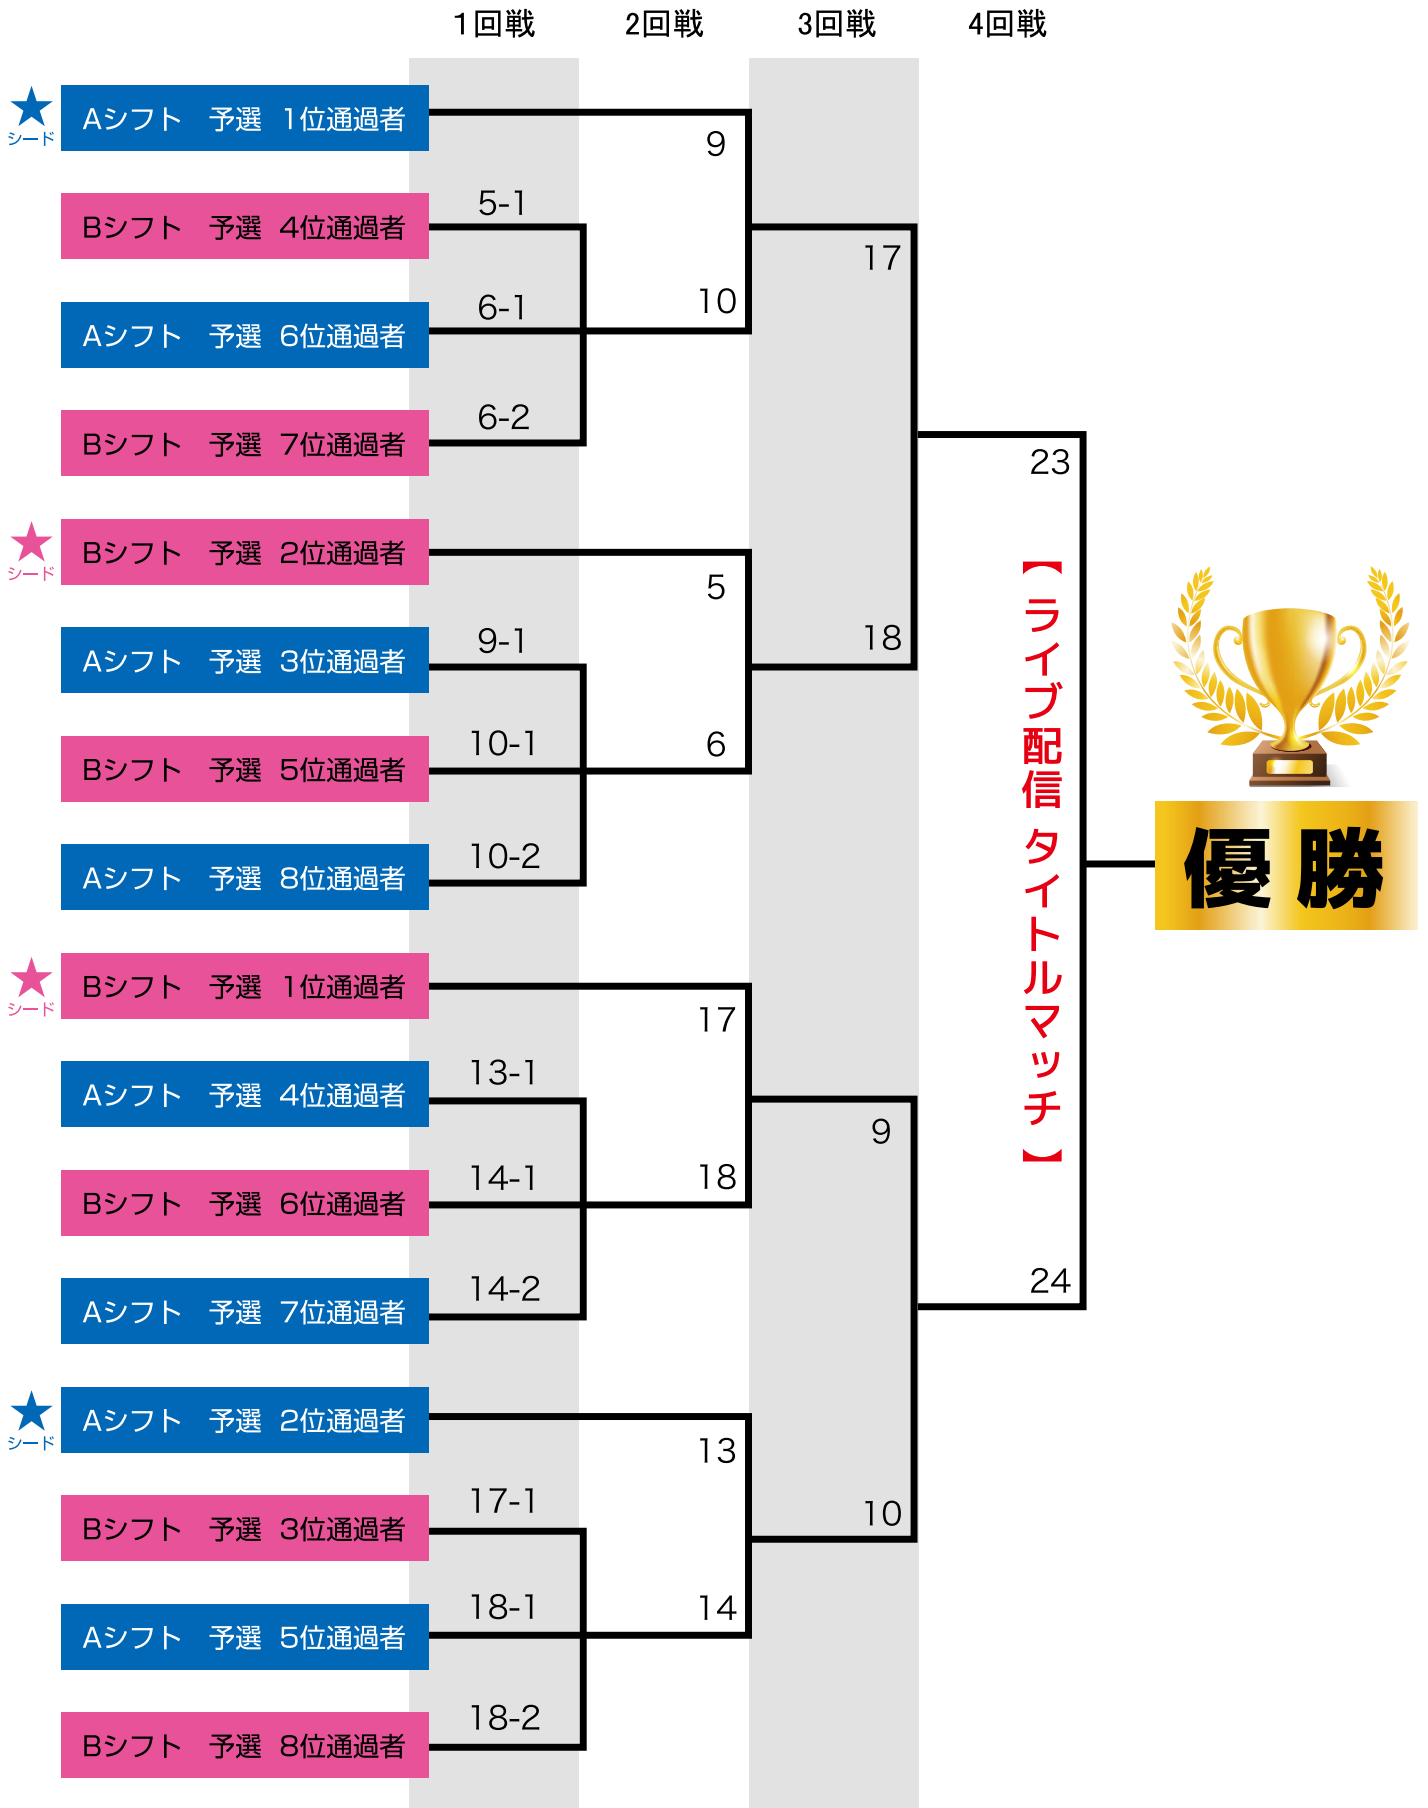 1回戦 2回戦 3回戦 4回戦
★
シード
Aシフト 予選 1位通過者
9
Bシフト 予選 4位通過者
5-1
17
Aシフト 予選 6位通過者
6-1
10
Bシフト 予選 7位通過者
6-2
23
★
シード
Bシフト 予選 2位通過者
5
Aシフト 予選 3位通過者
9-1
18
Bシフト 予選 5位通過者
10-1
6
Aシフト 予選 8位通過者
10-2
【 ライブ配信 タイトルマッチ 】
優勝
★
シード
Bシフト 予選 1位通過者
17
Aシフト 予選 4位通過者
13-1
9
Bシフト 予選 6位通過者
14-1
18
Aシフト 予選 7位通過者
14-2
24
★
シード
Aシフト 予選 2位通過者
13
Bシフト 予選 3位通過者
17-1
10
Aシフト 予選 5位通過者
18-1
14
Bシフト 予選 8位通過者
18-2